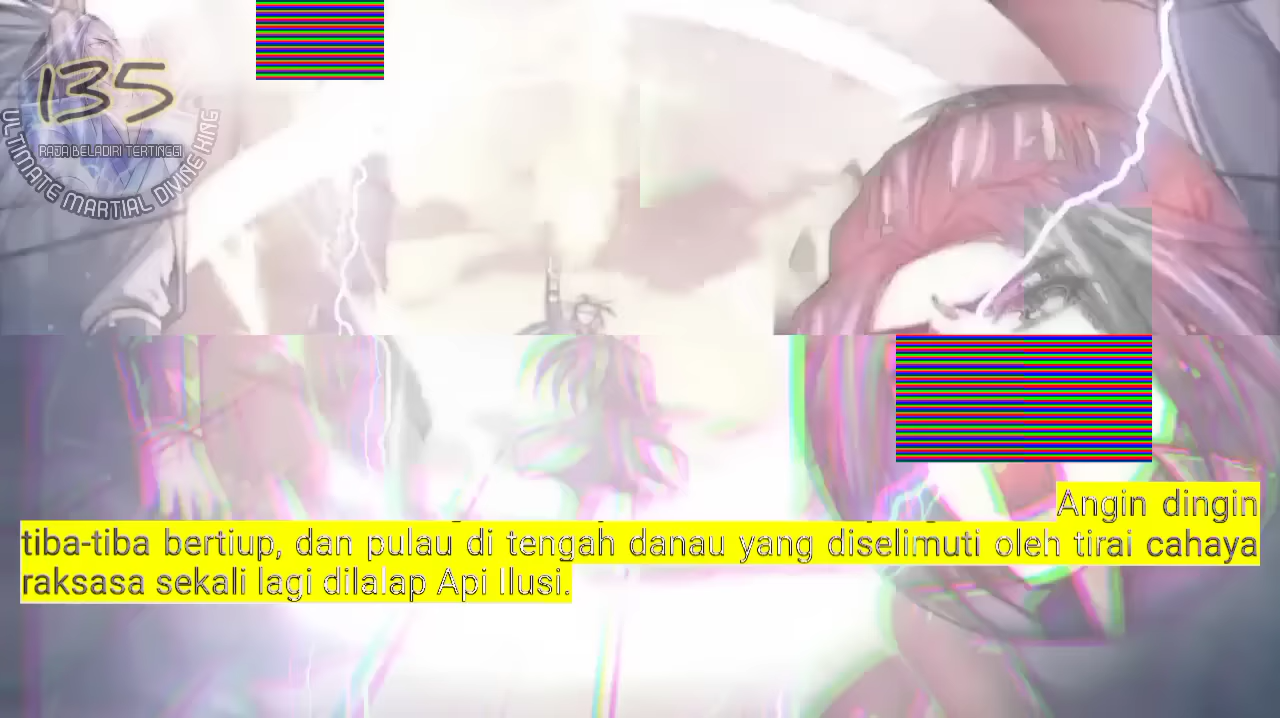 135
RAJA BELADIRI TERTINGGI
ULTIMATE MARTIAL DIVINE KING
Angin dingin
tiba-tiba bertiup, dan pulau di tengah danau yang diselimuti oleh tirai cahaya
raksasa sekali lagi dilalap Api Ilusi.